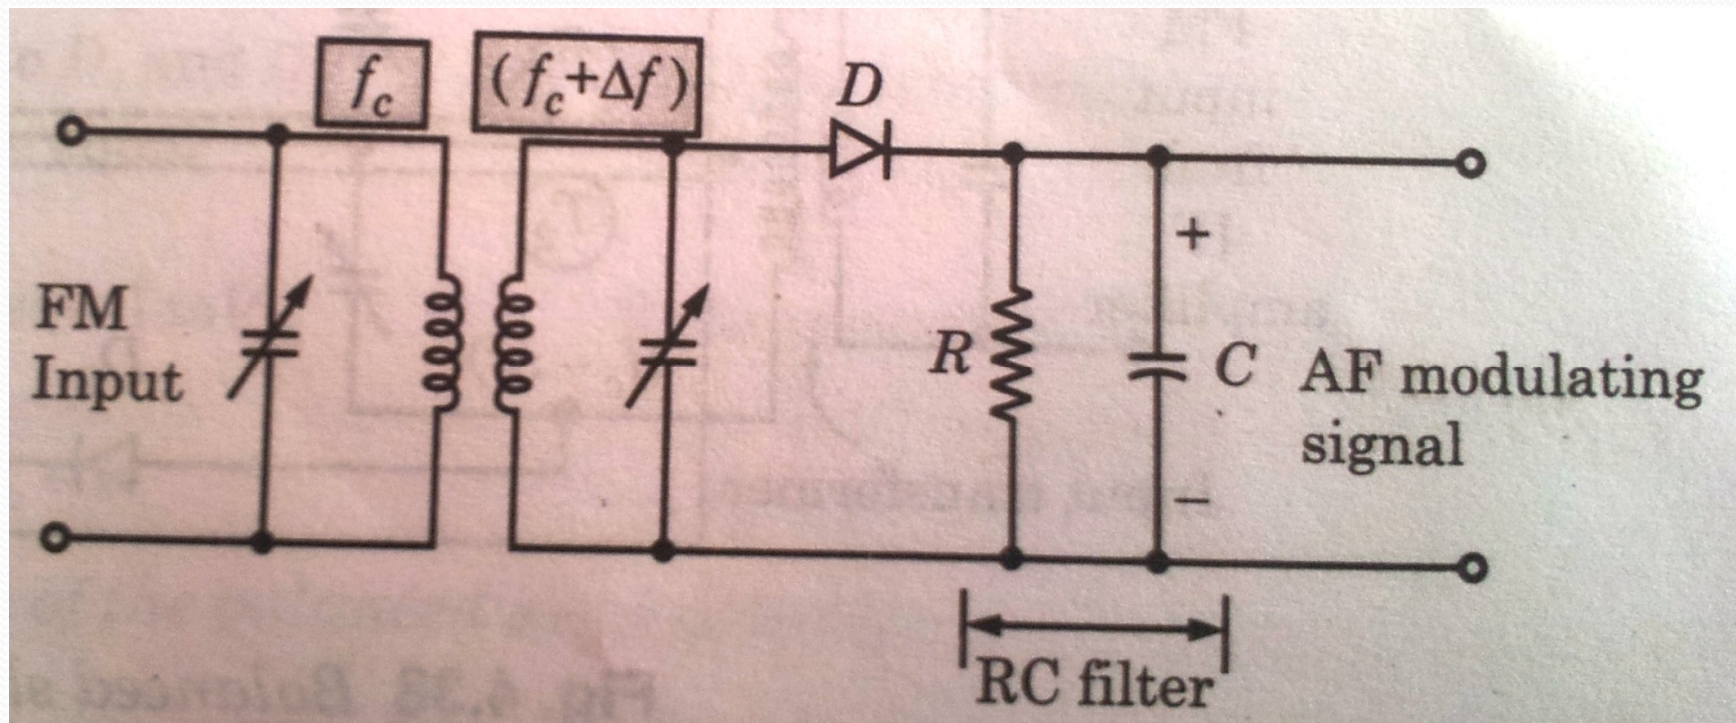 f_c
(f_c+Δf)
D
FM
Input
+
R
C
AF modulating
signal
−
RC filter